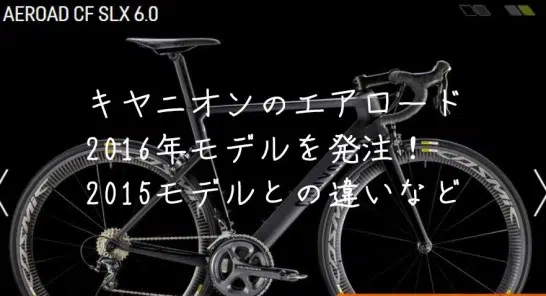 AEROAD CF SLX 6.0
キヤニオンのエアロード
2016年モデルを発注！
2015モデルとの違いなど
COSMIC
COSMIC